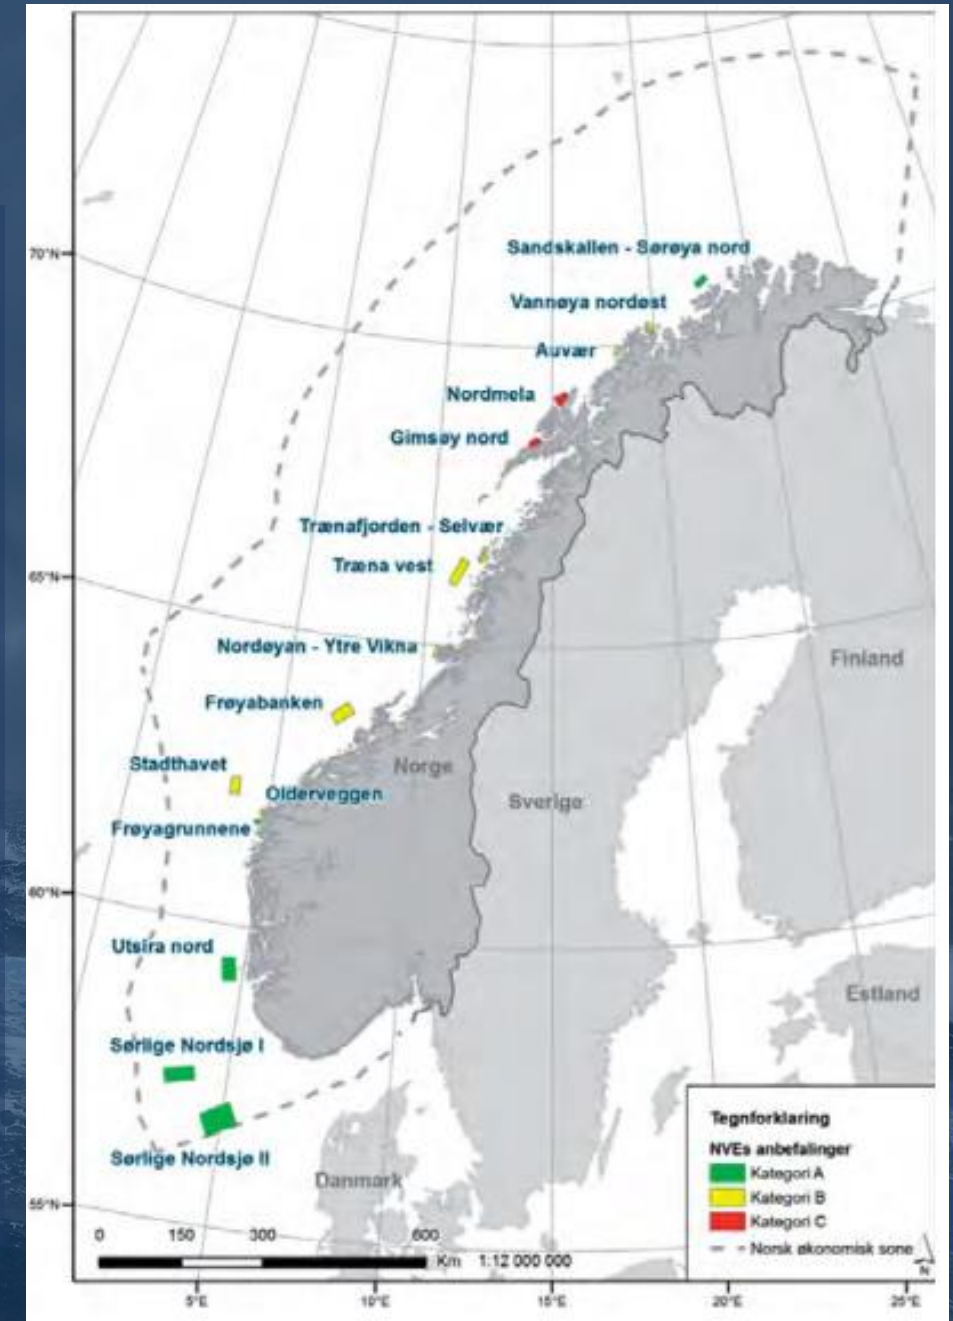 Sandskallen - Sørøya nord
70°N
Vannøya nordøst
Auvær
Nordmela
Gimsøy nord
Trænafjorden - Selvær
Træna vest
65°N
Nordøyan - Ytre Vikna
Finland
Frøyabanken
Stadthavet
Norge
Olderveggen
Sverige
Frøyagrunnene
60°N
Utsira nord
Estland
Sørlige Nordsjø I
Sørlige Nordsjø II
Danmark
55°N
Tegnforklaring
NVEs anbefalinger
Kategori A
Kategori B
Kategori C
Norsk økonomisk sone
0 150 300 600
Km 1:12 000 000
N
5°E 10°E 15°E 20°E 25°E